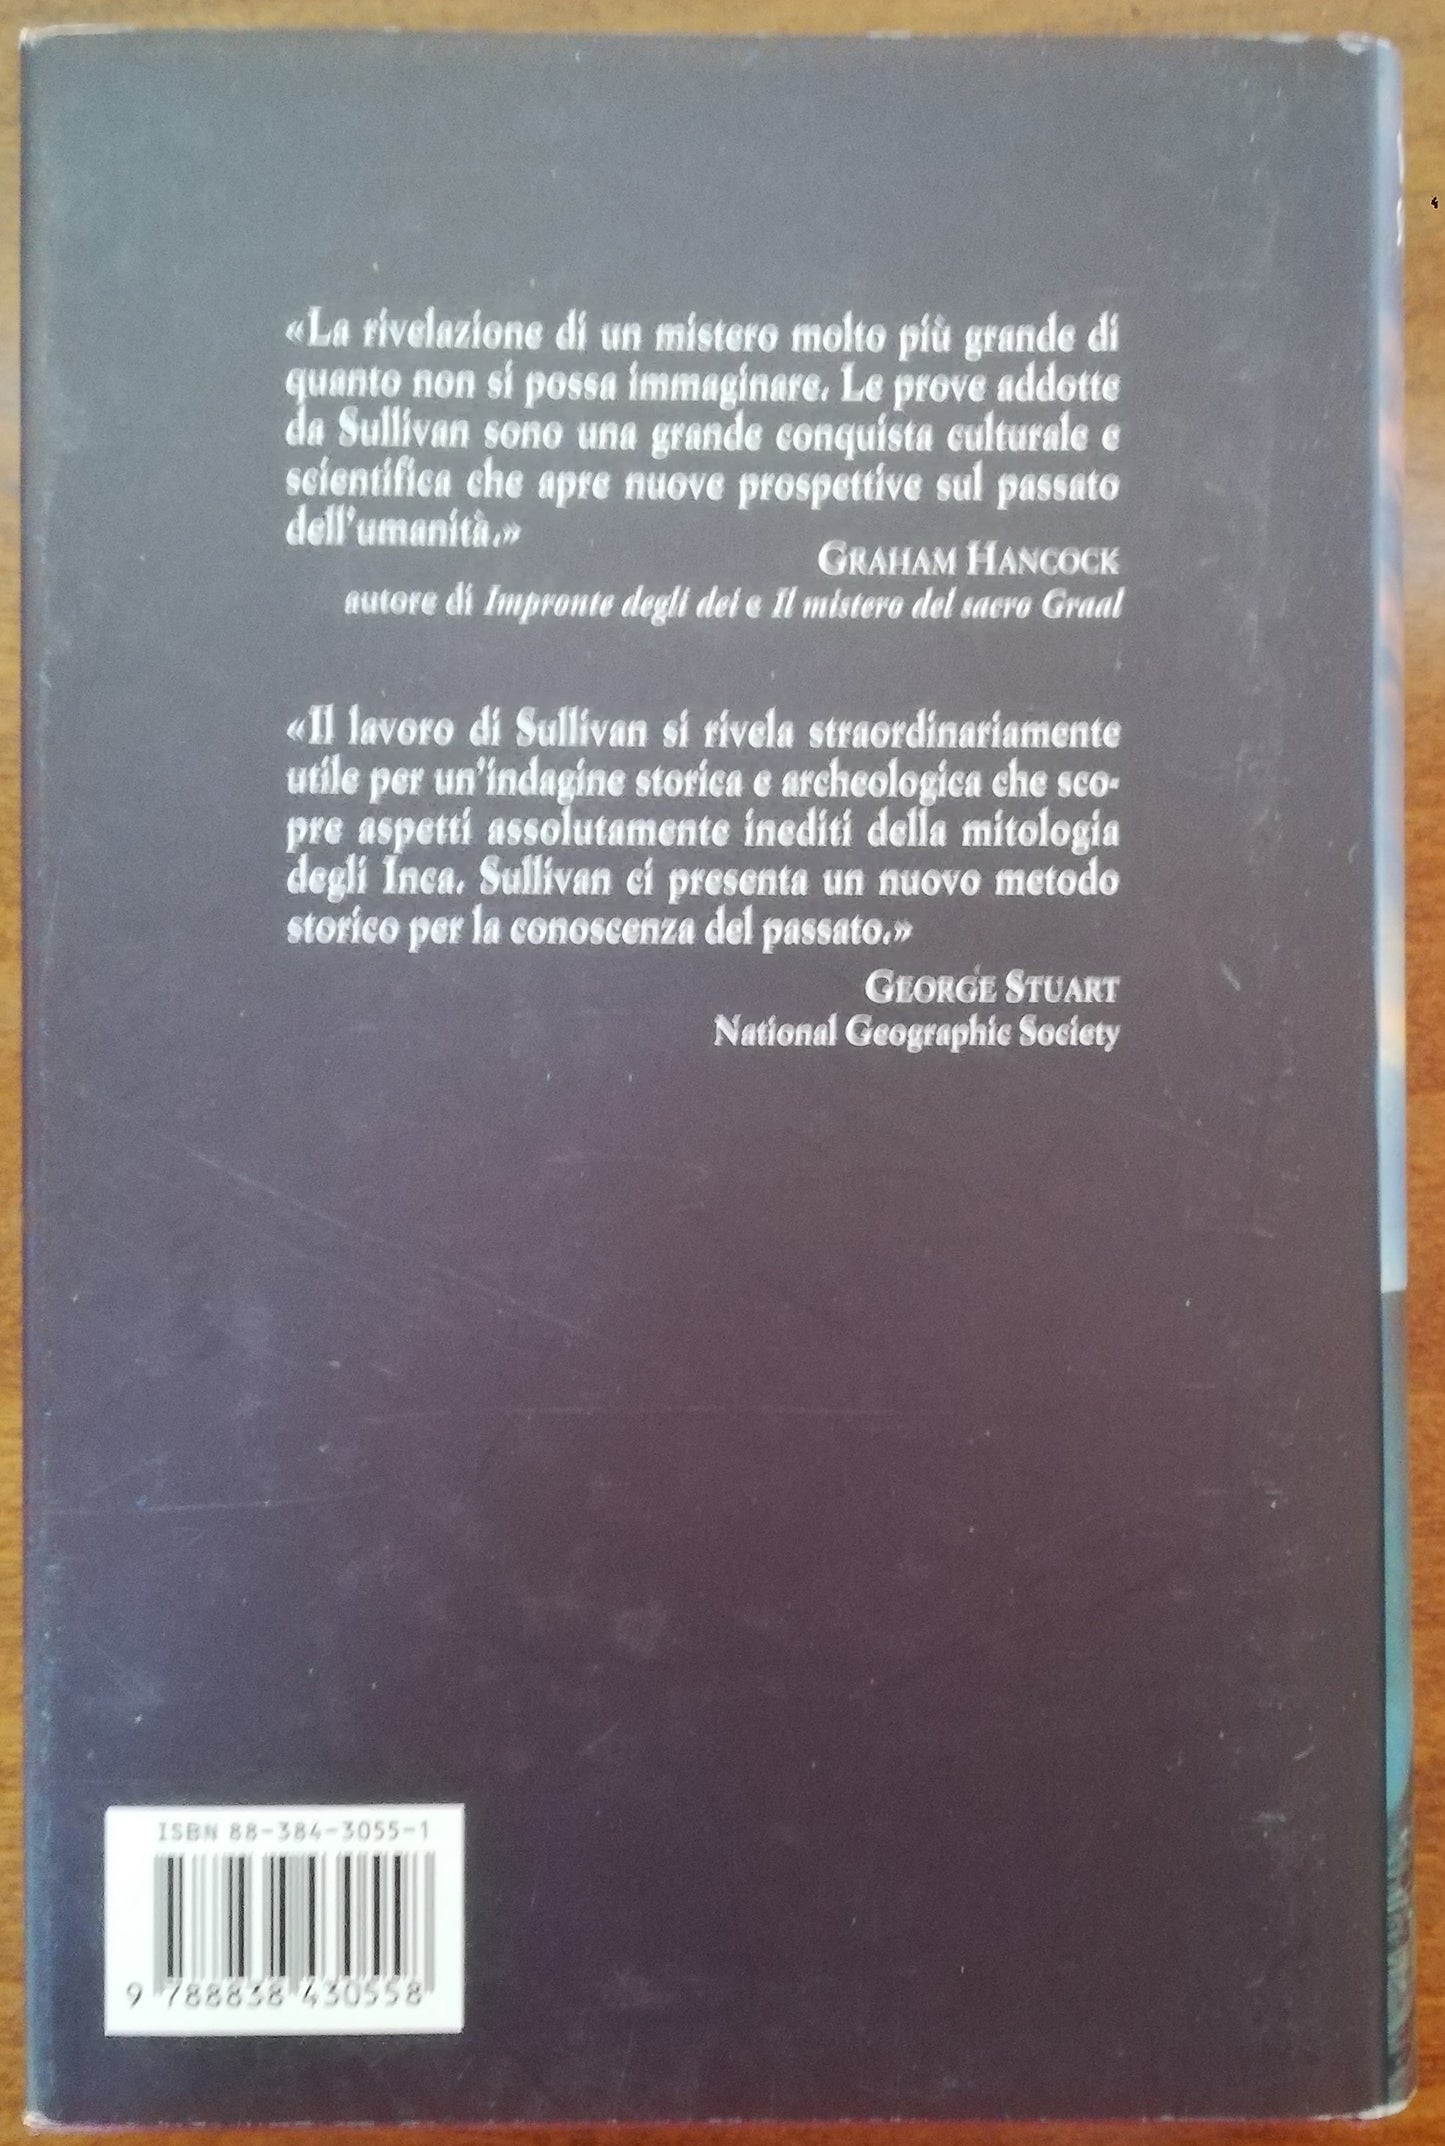 «La rivelazione di un mistero molto più grande di
quanto non si possa immaginare. Le prove addotte
da Sullivan sono una grande conquista culturale e
scientifica che apre nuove prospettive sul passato
dell'umanità.»
GRAHAM HANCOCK
autore di Impronte degli dei e Il mistero del sacro Graal
«Il lavoro di Sullivan si rivela straordinariamente
utile per un'indagine storica e archeologica che sco-
pre aspetti assolutamente inediti della mitologia
degli Inca. Sullivan ci presenta un nuovo metodo
storico per la conoscenza del passato.»
GEORGE STUART
National Geographic Society
ISBN 88-384-3055-1
9 788838 430558